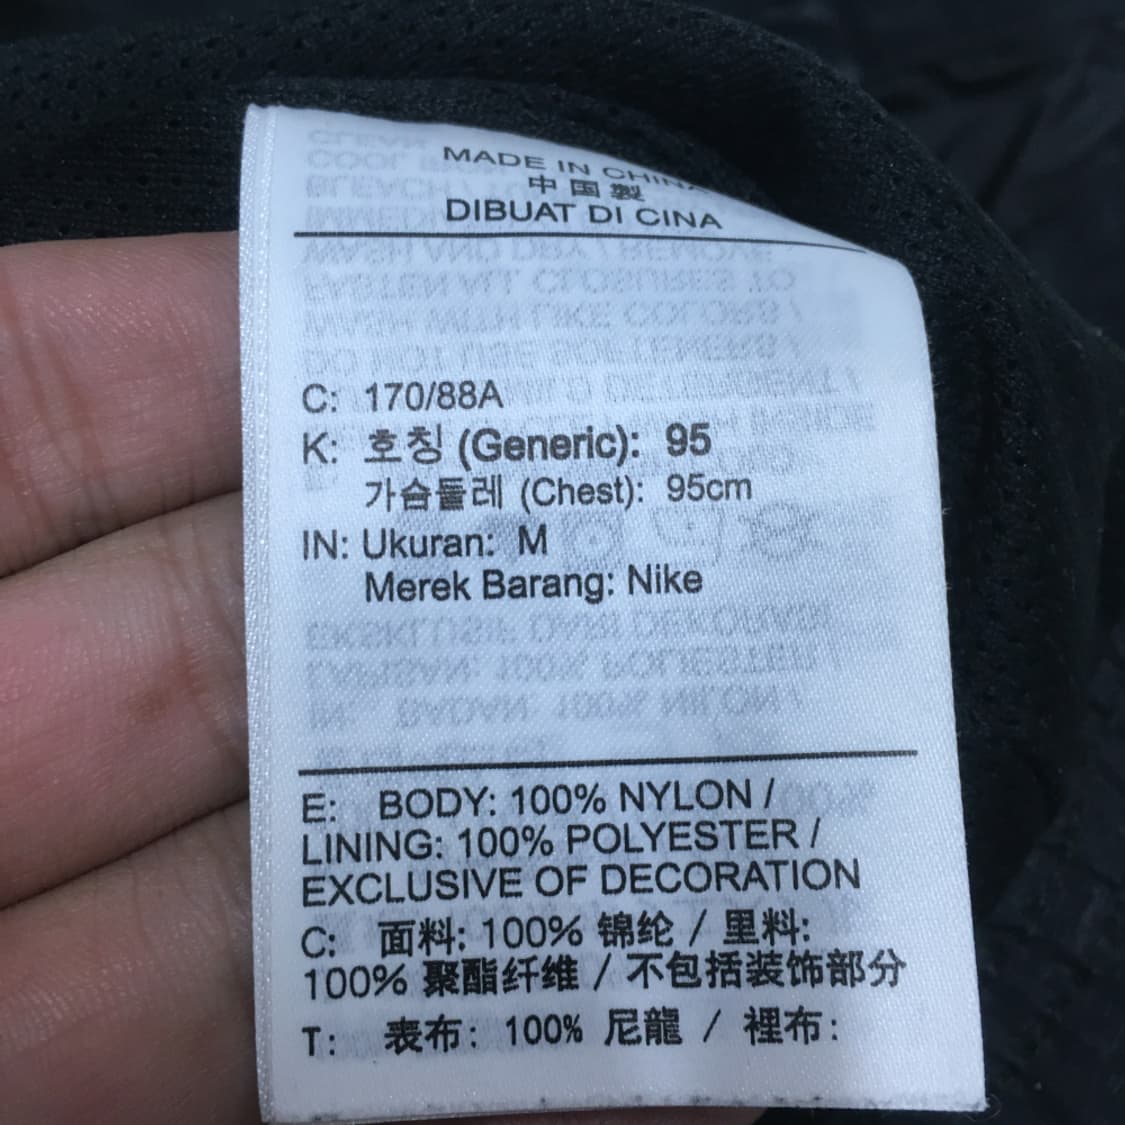 MADE IN CHINA
中国製
DIBUAT DI CINA
C: 170/88A
K: 호칭 (Generic): 95
가슴둘레 (Chest): 95cm
IN: Ukuran: M
Merek Barang: Nike
E: BODY: 100% NYLON /
LINING: 100% POLYESTER /
EXCLUSIVE OF DECORATION
C: 面料: 100% 锦纶 / 里料:
100% 聚酯纤维 / 不包括装饰部分
T: 表布: 100% 尼龍 / 裡布: